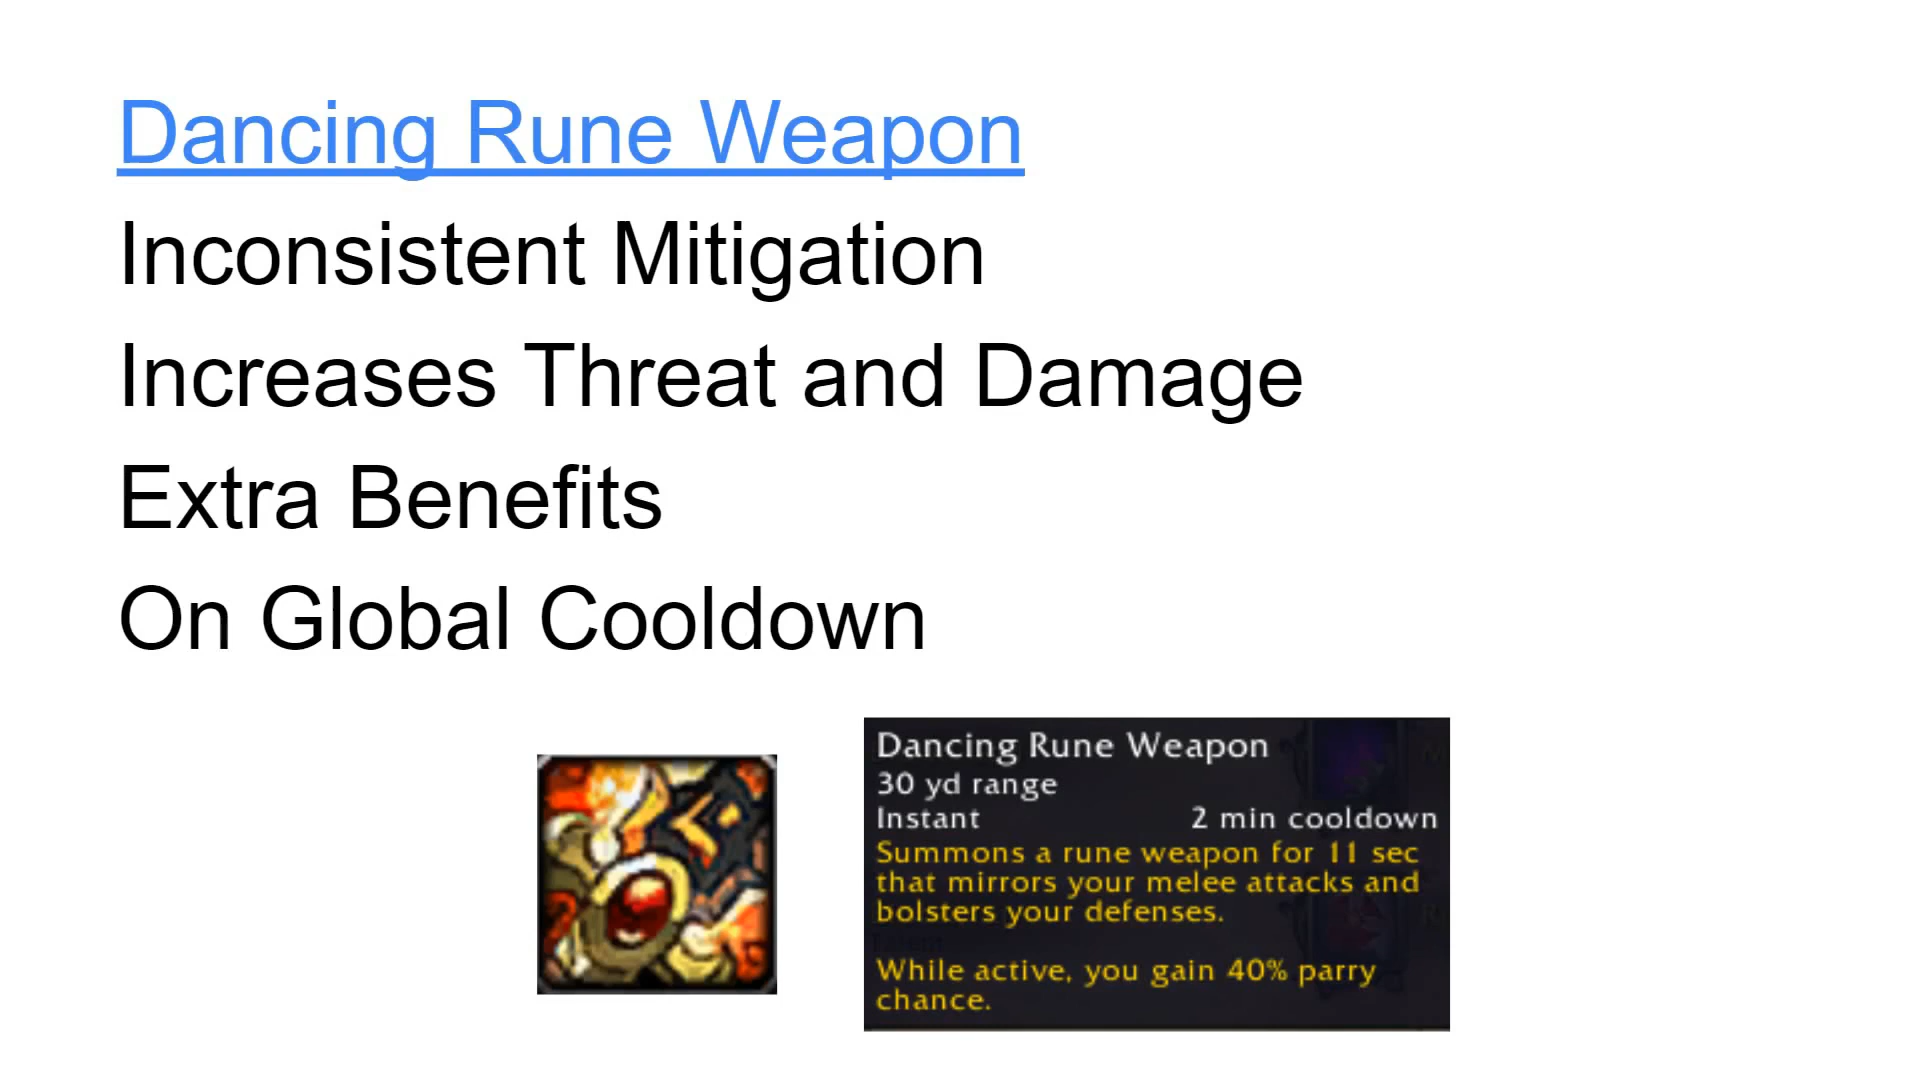 Dancing Rune Weapon
Inconsistent Mitigation
Increases Threat and Damage
Extra Benefits
On Global Cooldown
Dancing Rune Weapon
30 yd range
Instant 2 min cooldown
Summons a rune weapon for 11 sec
that mirrors your melee attacks and
bolsters your defenses.
While active, you gain 40% parry
chance.